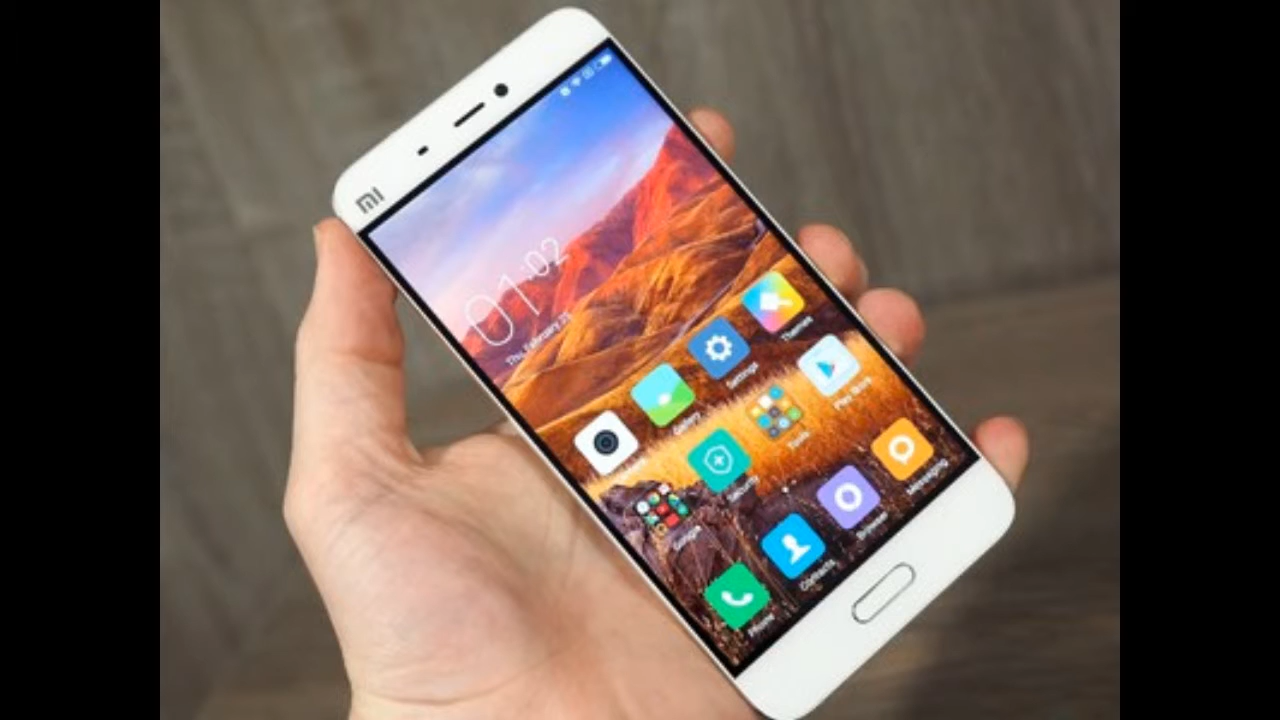 MI
01:02
Thu, February 25
Themes
Settings
Gallery
Play Store
Tools
Security
Google
Messaging
Browser
Contacts
Phone